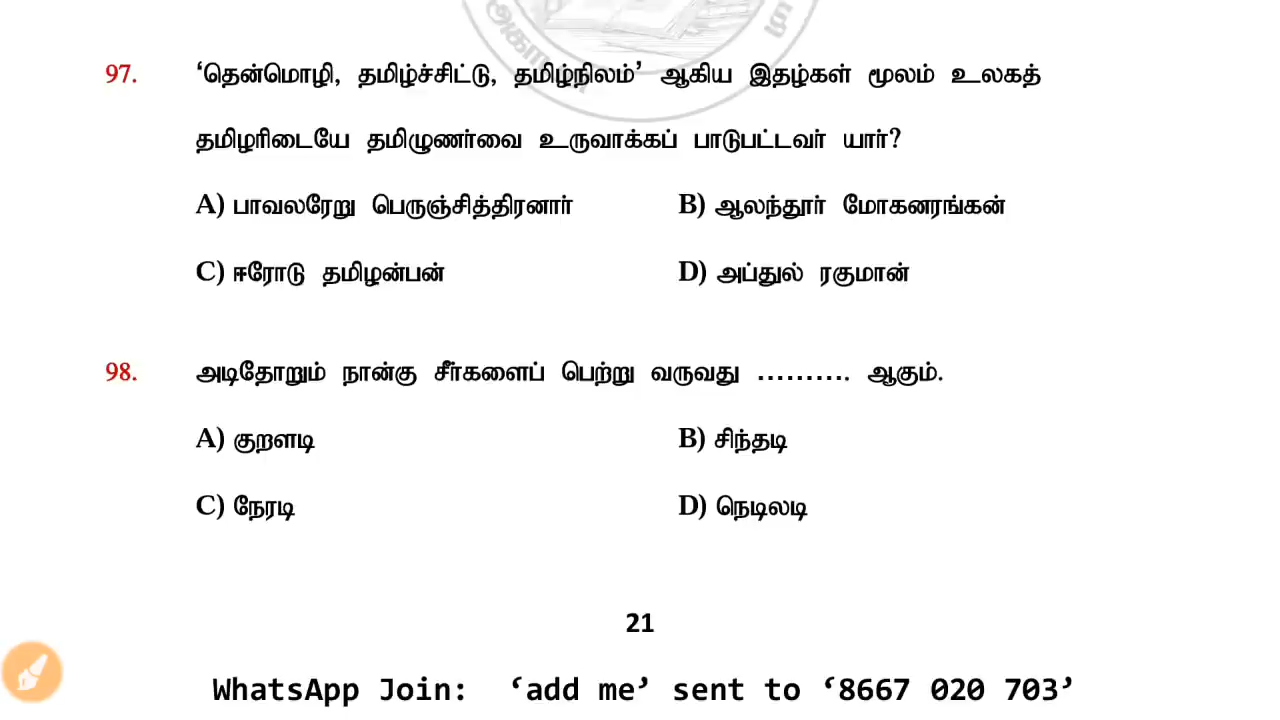 அகாடமி
97. ‘தென்மொழி, தமிழ்ச்சிட்டு, தமிழ்நிலம்’ ஆகிய இதழ்கள் மூலம் உலகத்
தமிழரிடையே தமிழுணர்வை உருவாக்கப் பாடுபட்டவர் யார்?
A) பாவலரேறு பெருஞ்சித்திரனார் B) ஆலந்தூர் மோகனரங்கன்
C) ஈரோடு தமிழன்பன் D) அப்துல் ரகுமான்
98. அடிதோறும் நான்கு சீர்களைப் பெற்று வருவது ………. ஆகும்.
A) குறளடி B) சிந்தடி
C) நேரடி D) நெடிலடி
21
WhatsApp Join: ‘add me’ sent to ‘8667 020 703’